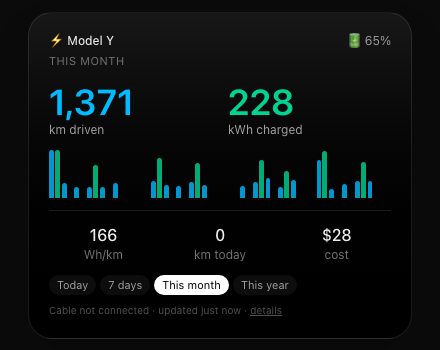 ⚡ Model Y
🔋 65%
THIS MONTH
1,371
228
km driven
kWh charged
166
0
$28
Wh/km
km today
cost
Today
7 days
This month
This year
Cable not connected · updated just now · details